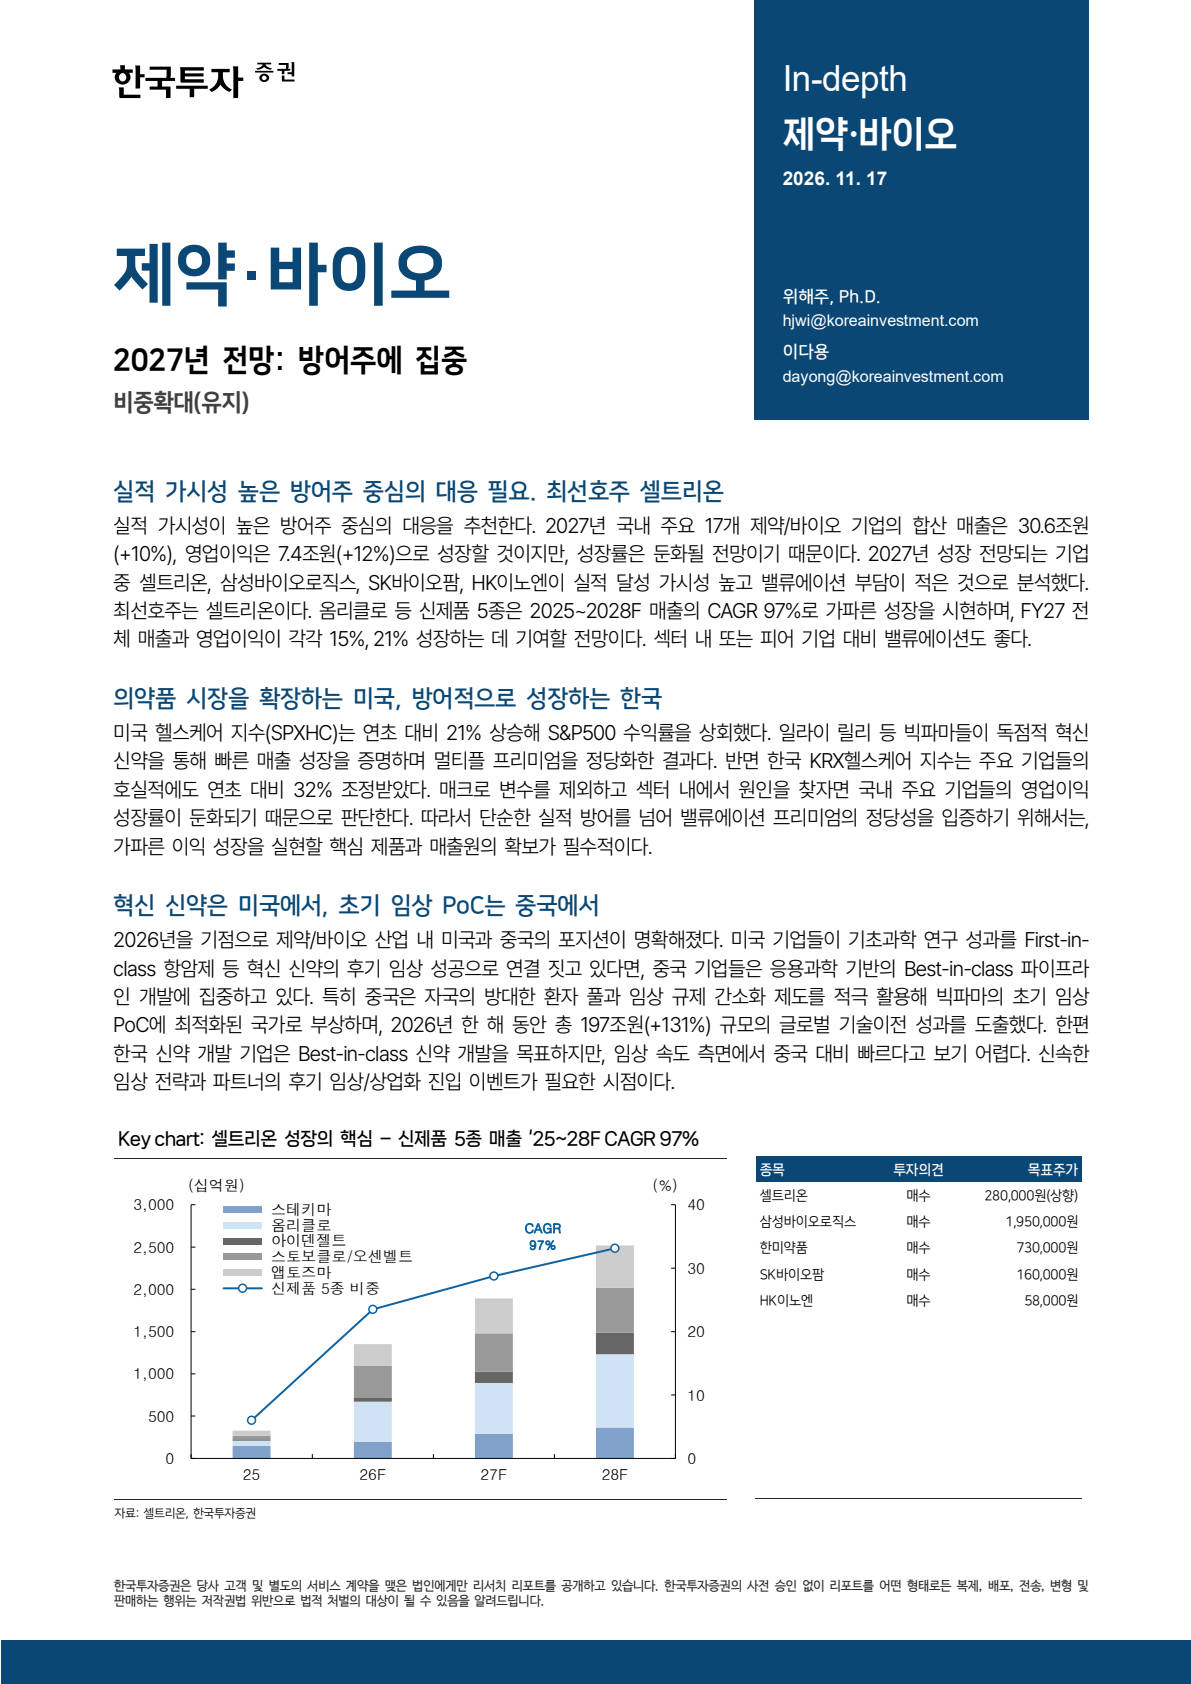 한국투자 증권
In-depth
제약·바이오
2026. 11. 17
위해주, Ph.D.
hjwi@koreainvestment.com
이다용
dayong@koreainvestment.com
제약·바이오
2027년 전망: 방어주에 집중
비중확대(유지)
실적 가시성 높은 방어주 중심의 대응 필요. 최선호주 셀트리온
실적 가시성이 높은 방어주 중심의 대응을 추천한다. 2027년 국내 주요 17개 제약/바이오 기업의 합산 매출은 30.6조원
(+10%), 영업이익은 7.4조원(+12%)으로 성장할 것이지만, 성장률은 둔화될 전망이기 때문이다. 2027년 성장 전망되는 기업
중 셀트리온, 삼성바이오로직스, SK바이오팜, HK이노엔이 실적 달성 가시성 높고 밸류에이션 부담이 적은 것으로 분석했다.
최선호주는 셀트리온이다. 옴리클로 등 신제품 5종은 2025~2028F 매출의 CAGR 97%로 가파른 성장을 시현하며, FY27 전
체 매출과 영업이익이 각각 15%, 21% 성장하는 데 기여할 전망이다. 섹터 내 또는 피어 기업 대비 밸류에이션도 좋다.
의약품 시장을 확장하는 미국, 방어적으로 성장하는 한국
미국 헬스케어 지수(SPXHC)는 연초 대비 21% 상승해 S&P500 수익률을 상회했다. 일라이 릴리 등 빅파마들이 독점적 혁신
신약을 통해 빠른 매출 성장을 증명하며 멀티플 프리미엄을 정당화한 결과다. 반면 한국 KRX헬스케어 지수는 주요 기업들의
호실적에도 연초 대비 32% 조정받았다. 매크로 변수를 제외하고 섹터 내에서 원인을 찾자면 국내 주요 기업들의 영업이익
성장률이 둔화되기 때문으로 판단한다. 따라서 단순한 실적 방어를 넘어 밸류에이션 프리미엄의 정당성을 입증하기 위해서는,
가파른 이익 성장을 실현할 핵심 제품과 매출원의 확보가 필수적이다.
혁신 신약은 미국에서, 초기 임상 PoC는 중국에서
2026년을 기점으로 제약/바이오 산업 내 미국과 중국의 포지션이 명확해졌다. 미국 기업들이 기초과학 연구 성과를 First-in-
class 항암제 등 혁신 신약의 후기 임상 성공으로 연결 짓고 있다면, 중국 기업들은 응용과학 기반의 Best-in-class 파이프라
인 개발에 집중하고 있다. 특히 중국은 자국의 방대한 환자 풀과 임상 규제 간소화 제도를 적극 활용해 빅파마의 초기 임상
PoC에 최적화된 국가로 부상하며, 2026년 한 해 동안 총 197조원(+131%) 규모의 글로벌 기술이전 성과를 도출했다. 한편
한국 신약 개발 기업은 Best-in-class 신약 개발을 목표하지만, 임상 속도 측면에서 중국 대비 빠르다고 보기 어렵다. 신속한
임상 전략과 파트너의 후기 임상/상업화 진입 이벤트가 필요한 시점이다.
Key chart: 셀트리온 성장의 핵심 – 신제품 5종 매출 '25~28F CAGR 97%
(십억원) (%)
3,000 40
2,500
30
2,000
1,500 20
1,000
10
500
0 0
25 26F 27F 28F
스테키마
옴리클로
아이덴젤트
스토보클로/오센벨트
앱토즈마
신제품 5종 비중
CAGR
97%
자료: 셀트리온, 한국투자증권
종목 투자의견 목표주가
셀트리온 매수 280,000원(상향)
삼성바이오로직스 매수 1,950,000원
한미약품 매수 730,000원
SK바이오팜 매수 160,000원
HK이노엔 매수 58,000원
한국투자증권은 당사 고객 및 별도의 서비스 계약을 맺은 법인에게만 리서치 리포트를 공개하고 있습니다. 한국투자증권의 사전 승인 없이 리포트를 어떤 형태로든 복제, 배포, 전송, 변형 및
판매하는 행위는 저작권법 위반으로 법적 처벌의 대상이 될 수 있음을 알려드립니다.